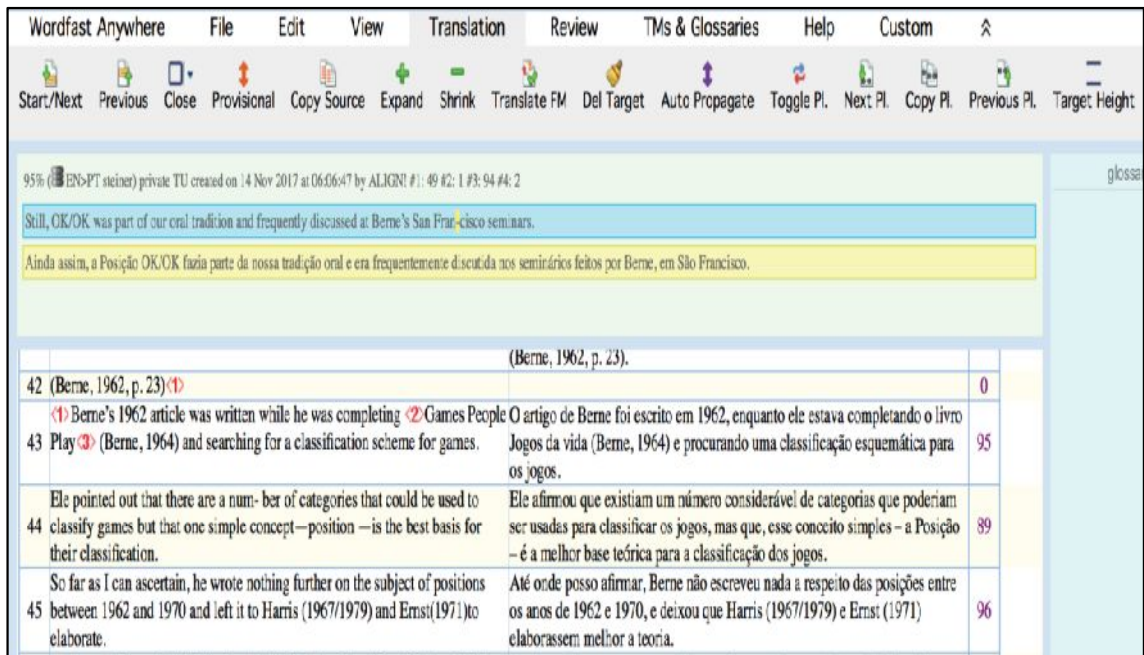 Wordfast Anywhere File Edit View Translation Review TMs & Glossaries Help Custom
Start/Next Previous Close Provisional Copy Source Expand Shrink Translate FM Del Target Auto Propagate Toggle Pl. Next Pl. Copy Pl. Previous Pl. Target Height
95% (EN>PT steiner) private TU created on 14 Nov 2017 at 06:06:47 by ALIGN! #1: 49 #2: 1 #3: 94 #4: 2
glossa
Still, OK/OK was part of our oral tradition and frequently discussed at Berne's San Fran-cisco seminars.
Ainda assim, a Posição OK/OK fazia parte da nossa tradição oral e era frequentemente discutida nos seminários feitos por Berne, em São Francisco.
(Berne, 1962, p. 23).
42 (Berne, 1962, p. 23)<1> 0
<1> Berne's 1962 article was written while he was completing <2> Games People
43 Play<3> (Berne, 1964) and searching for a classification scheme for games.
O artigo de Berne foi escrito em 1962, enquanto ele estava completando o livro
Jogos da vida (Berne, 1964) e procurando uma classificação esquemática para
os jogos.
95
Ele pointed out that there are a num- ber of categories that could be used to
44 classify games but that one simple concept—position —is the best basis for
their classification.
Ele afirmou que existiam um número considerável de categorias que poderiam
ser usadas para classificar os jogos, mas que, esse conceito simples – a Posição
– é a melhor base teórica para a classificação dos jogos.
89
So far as I can ascertain, he wrote nothing further on the subject of positions
45 between 1962 and 1970 and left it to Harris (1967/1979) and Ernst(1971)to
elaborate.
Até onde posso afirmar, Berne não escreveu nada a respeito das posições entre
os anos de 1962 e 1970, e deixou que Harris (1967/1979) e Ernst (1971)
elaborassem melhor a teoria.
96